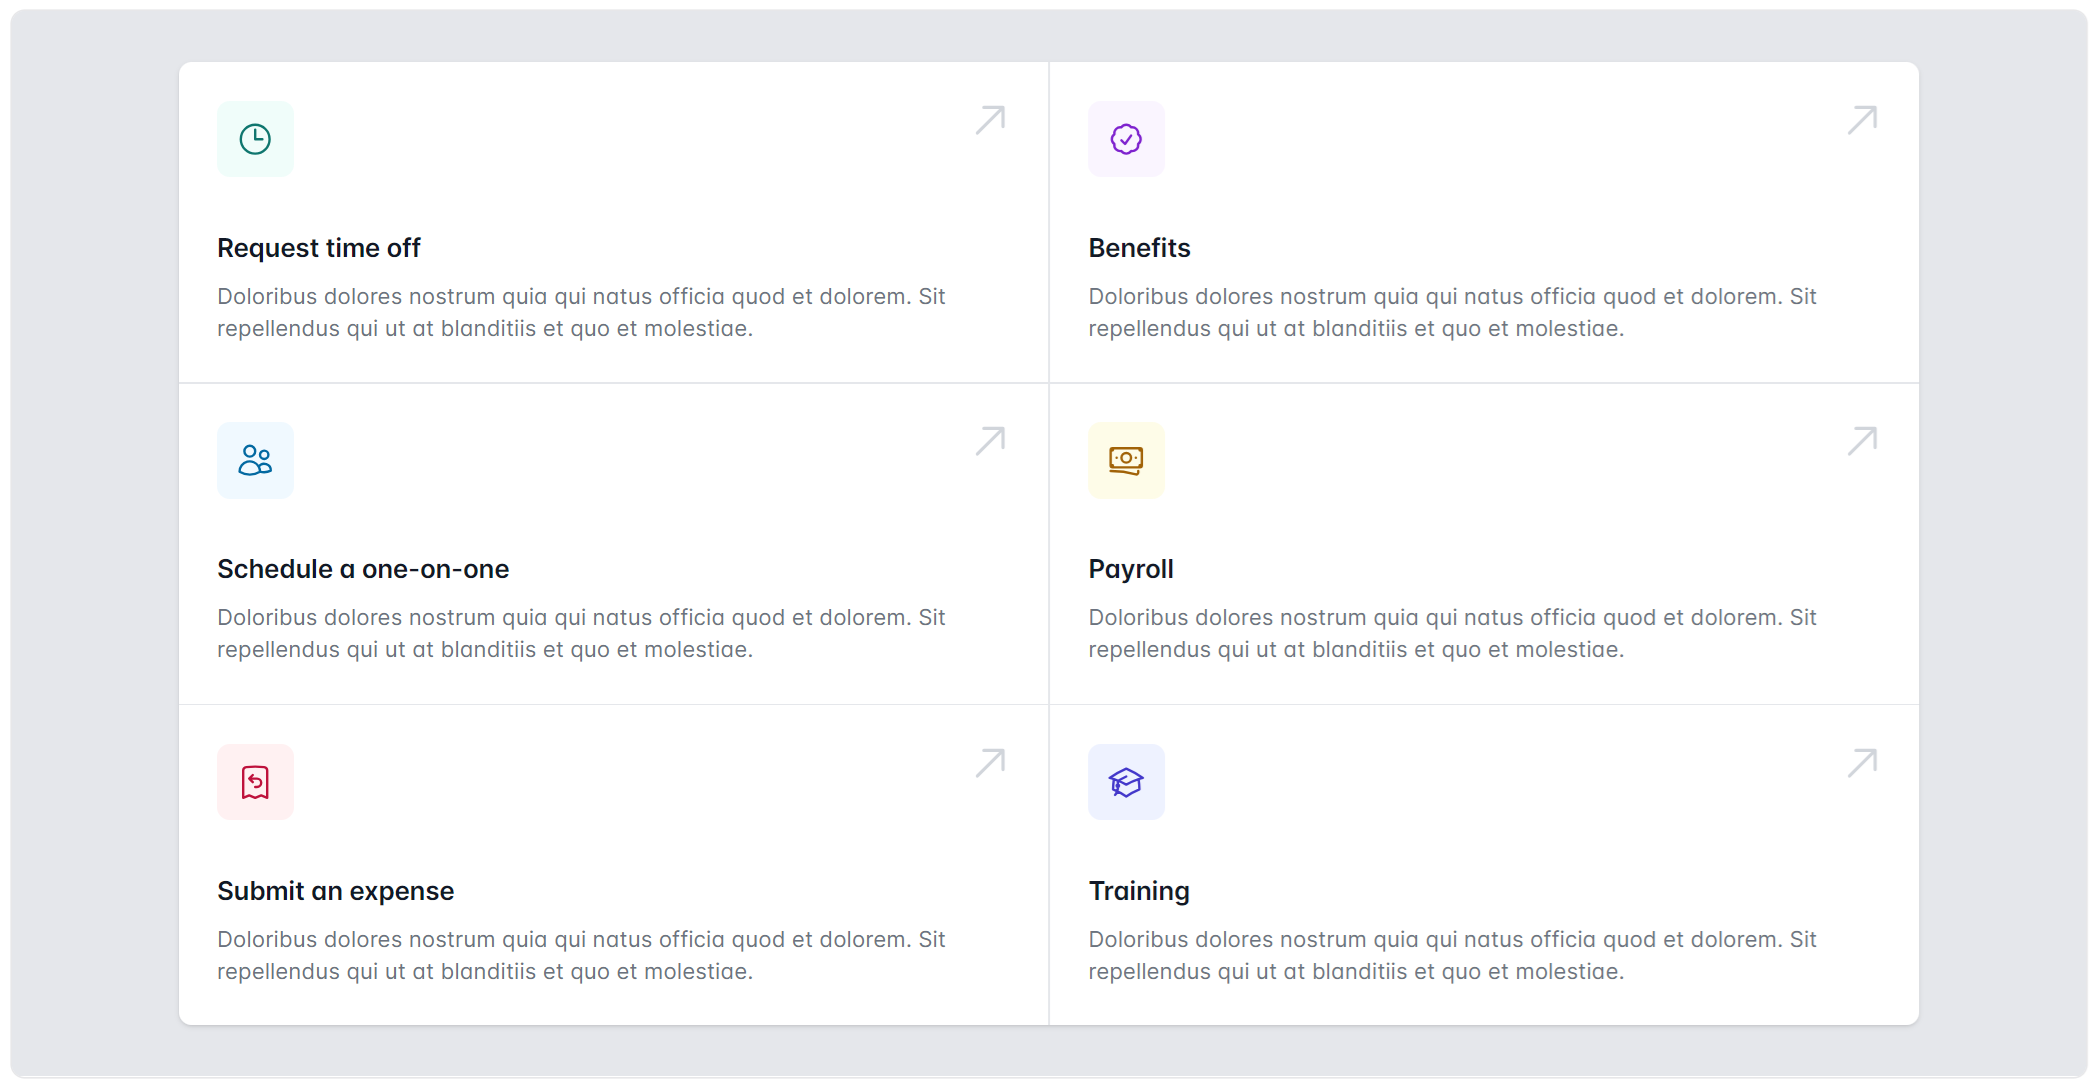 Request time off
Doloribus dolores nostrum quia qui natus officia quod et dolorem. Sit
repellendus qui ut at blanditiis et quo et molestiae.
Benefits
Doloribus dolores nostrum quia qui natus officia quod et dolorem. Sit
repellendus qui ut at blanditiis et quo et molestiae.
Schedule a one-on-one
Doloribus dolores nostrum quia qui natus officia quod et dolorem. Sit
repellendus qui ut at blanditiis et quo et molestiae.
Payroll
Doloribus dolores nostrum quia qui natus officia quod et dolorem. Sit
repellendus qui ut at blanditiis et quo et molestiae.
Submit an expense
Doloribus dolores nostrum quia qui natus officia quod et dolorem. Sit
repellendus qui ut at blanditiis et quo et molestiae.
Training
Doloribus dolores nostrum quia qui natus officia quod et dolorem. Sit
repellendus qui ut at blanditiis et quo et molestiae.